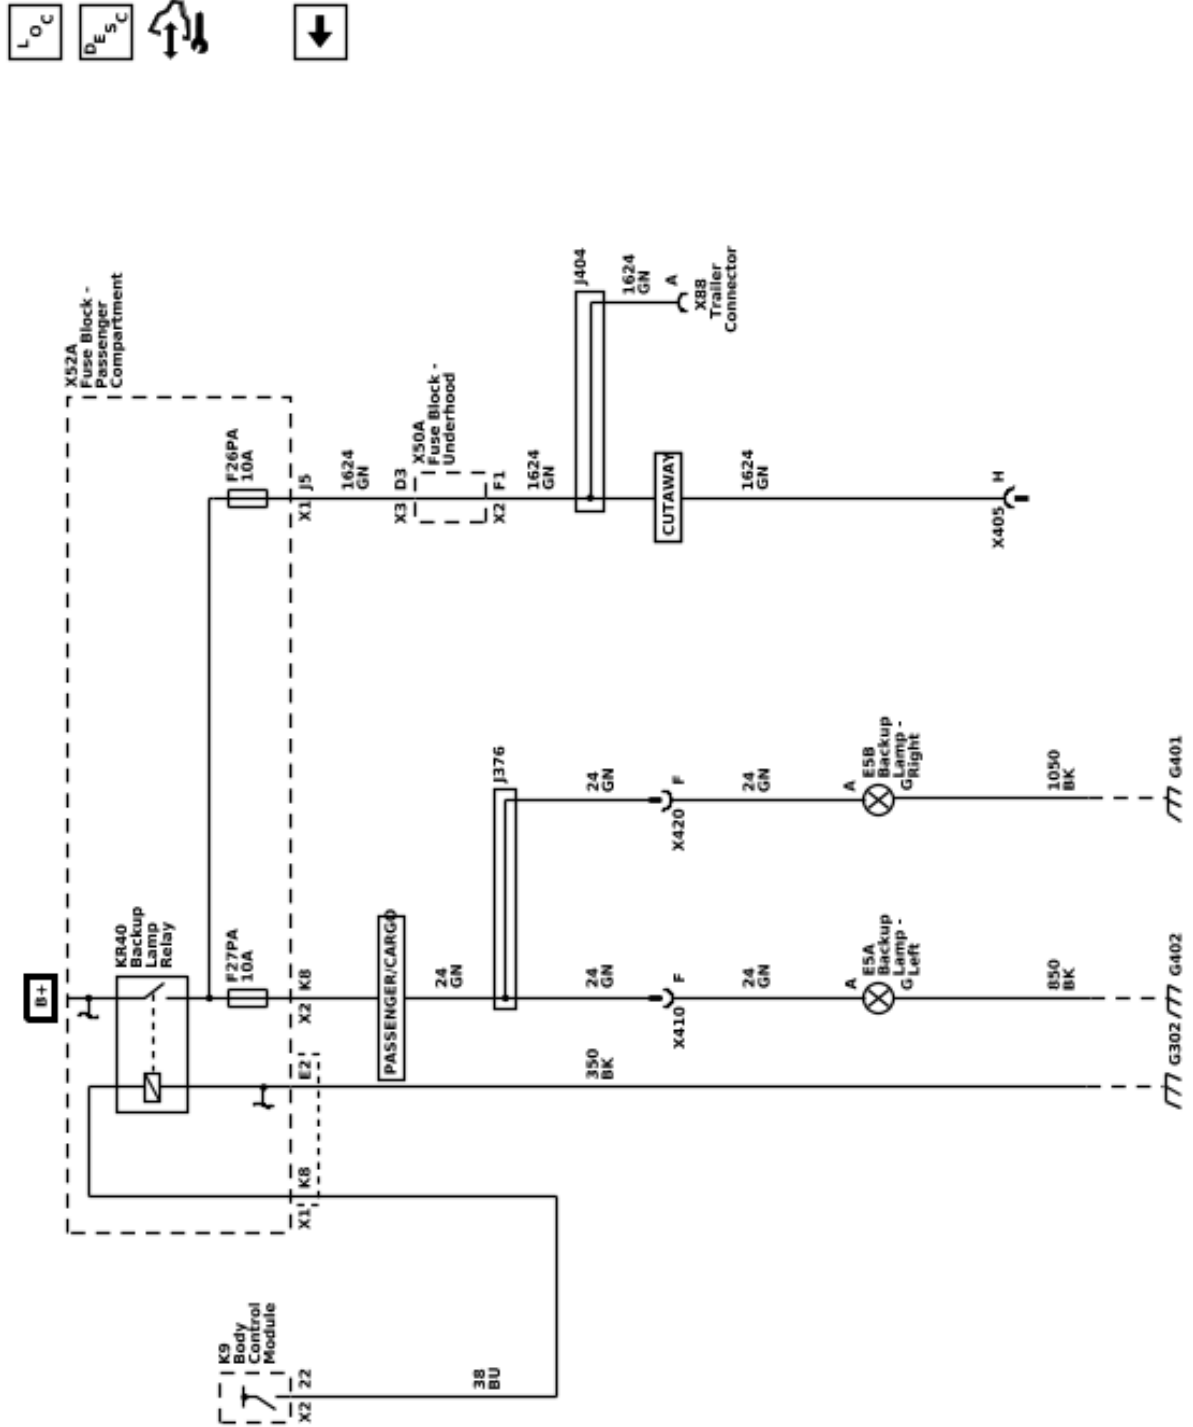 LOC
DESC
B+
KR40
Backup
Lamp
Relay
X52A
Fuse Block -
Passenger
Compartment
F27PA
10A
F26PA
10A
K9
Body
Control
Module
X2
22
X1
K8
E2
X2
K8
X1
J5
38
BU
1624
GN
X3
D3
X50A
Fuse Block -
Underhood
X2
F1
1624
GN
PASSENGER/CARGO
24
GN
J376
J404
1624
GN
A
X88
Trailer
Connector
CUTAWAY
350
BK
24
GN
24
GN
X410
F
X420
F
24
GN
24
GN
1624
GN
A
E5A
Backup
Lamp -
Left
G
A
E5B
Backup
Lamp -
Right
G
X405
H
850
BK
1050
BK
G302
G402
G401